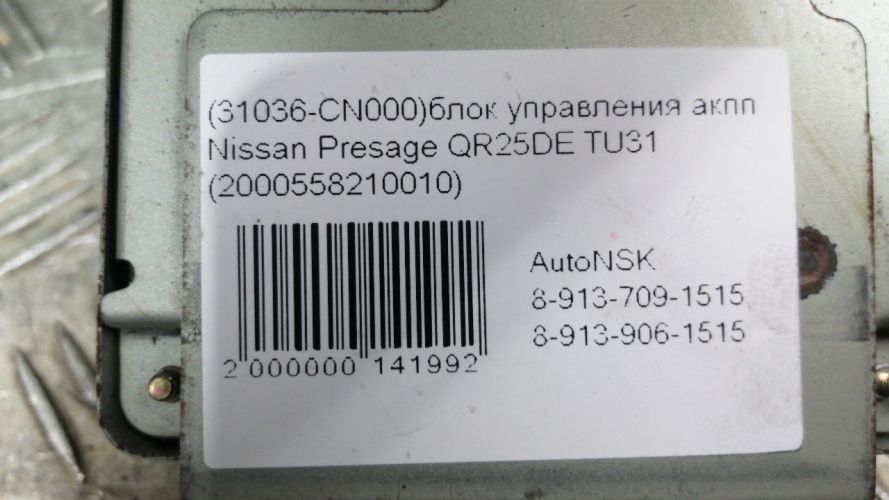 (31036-CN000)блок управления акпп
Nissan Presage QR25DE TU31
(2000558210010)
AutoNSK
8-913-709-1515
8-913-906-1515
2 000000 141992